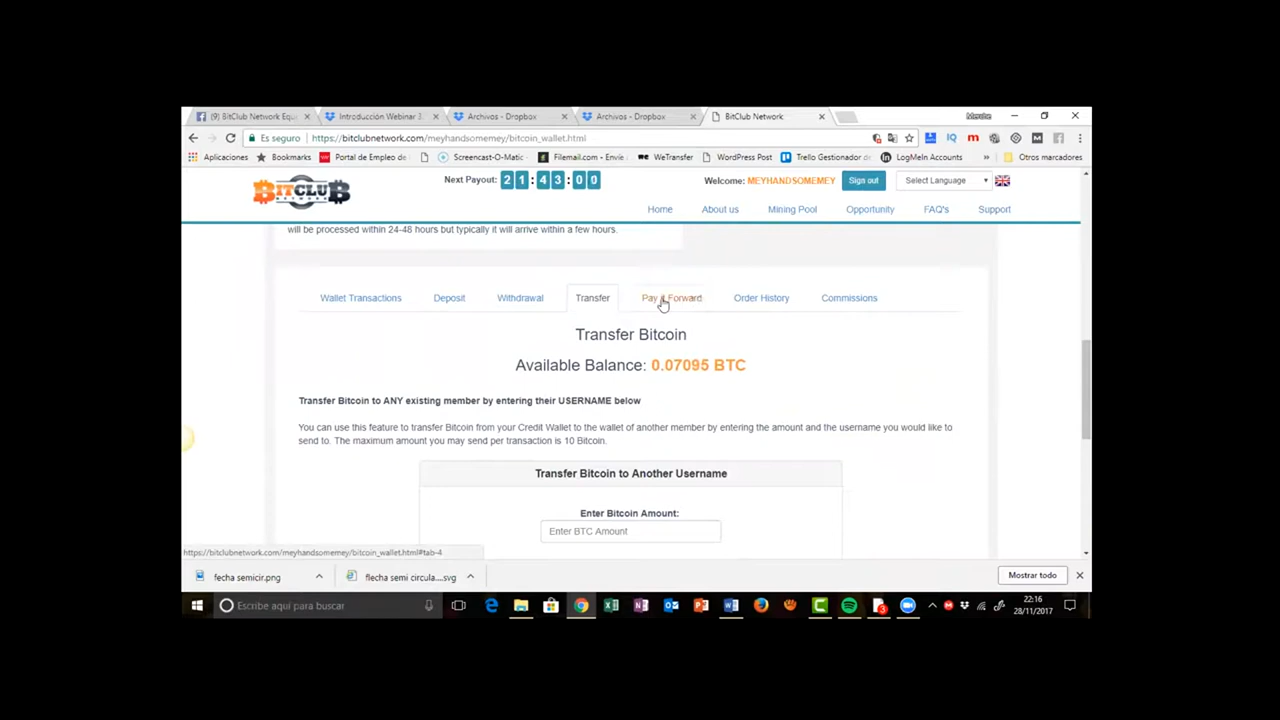 (9) BitClub Network Equ
Introducción Webinar 3.
Archivos - Dropbox
Archivos - Dropbox
BitClub Network
Es seguro
https://bitclubnetwork.com/meyhandsomemey/bitcoin_wallet.html
Aplicaciones
Bookmarks
Portal de Empleo de
Screencast-O-Matic -
Filemail.com - Envíe
WeTransfer
WordPress Post
Trello Gestionador de
LogMeIn Accounts
»
Otros marcadores
BITCLUB
NETWORK
Next Payout: 21:43:00
Welcome: MEYHANDSOMEMEY
Sign out
Select Language
Home
About us
Mining Pool
Opportunity
FAQ's
Support
will be processed within 24-48 hours but typically it will arrive within a few hours.
Wallet Transactions
Deposit
Withdrawal
Transfer
Pay it Forward
Order History
Commissions
Transfer Bitcoin
Available Balance: 0.07095 BTC
Transfer Bitcoin to ANY existing member by entering their USERNAME below
You can use this feature to transfer Bitcoin from your Credit Wallet to the wallet of another member by entering the amount and the username you would like to
send to. The maximum amount you may send per transaction is 10 Bitcoin.
Transfer Bitcoin to Another Username
Enter Bitcoin Amount:
Enter BTC Amount
https://bitclubnetwork.com/meyhandsomemey/bitcoin_wallet.html#tab-4
fecha semicir.png
flecha semi circula....svg
Mostrar todo
Escribe aquí para buscar
22:16
28/11/2017